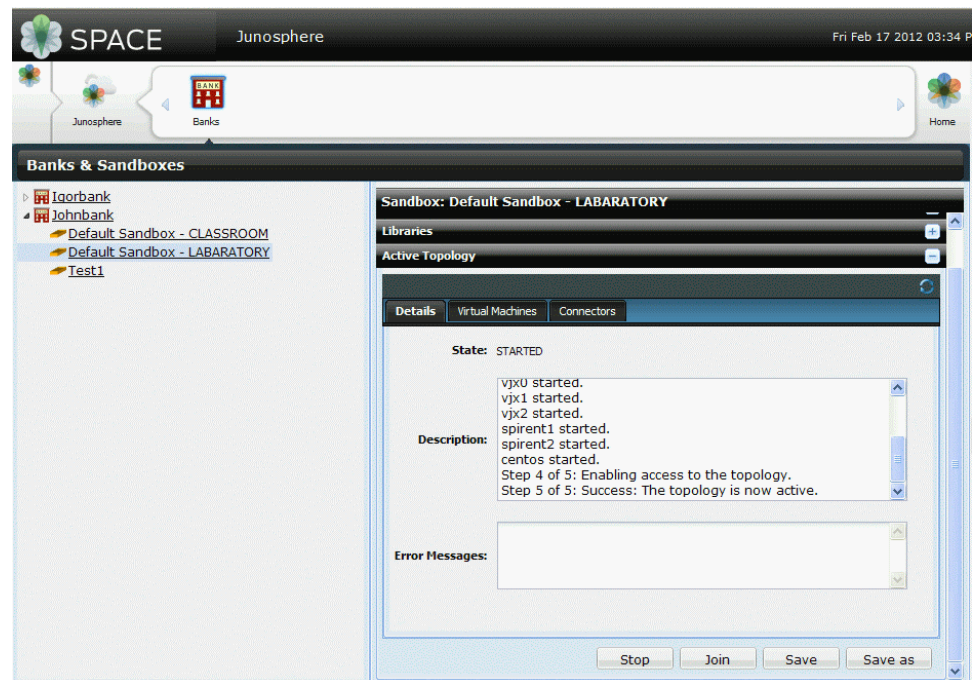 SPACE
Junosphere
Fri Feb 17 2012 03:34 P
Junosphere
BANK
Banks
Home
Banks & Sandboxes
Igorbank
Johnbank
Default Sandbox - CLASSROOM
Default Sandbox - LABARATORY
Test1
Sandbox: Default Sandbox - LABARATORY
Libraries
Active Topology
Details Virtual Machines Connectors
State: STARTED
vjx0 started.
vjx1 started.
vjx2 started.
spirent1 started.
Description:
spirent2 started.
centos started.
Step 4 of 5: Enabling access to the topology.
Step 5 of 5: Success: The topology is now active.
Error Messages:
Stop Join Save Save as